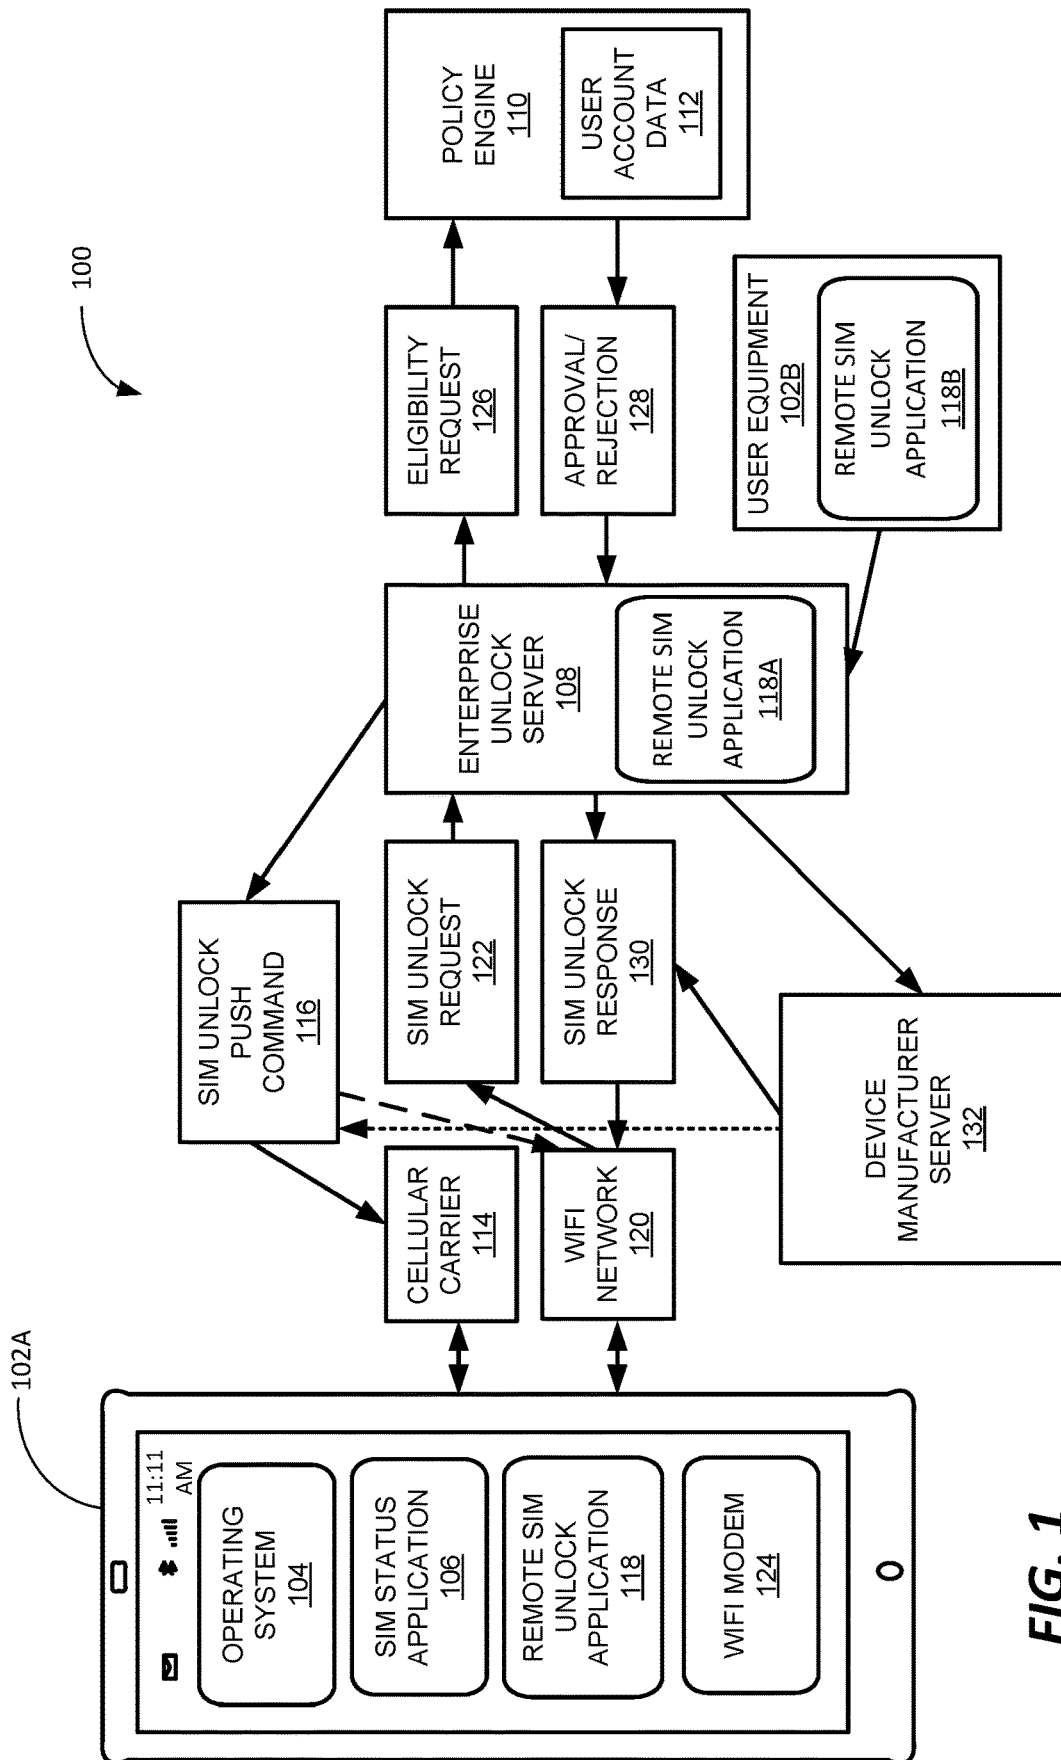 100
102A
11:11
AM
OPERATING
SYSTEM
104
SIM STATUS
APPLICATION
106
REMOTE SIM
UNLOCK
APPLICATION
118
WIFI MODEM
124
CELLULAR
CARRIER
114
WIFI
NETWORK
120
SIM UNLOCK
PUSH
COMMAND
116
SIM UNLOCK
REQUEST
122
SIM UNLOCK
RESPONSE
130
DEVICE
MANUFACTURER
SERVER
132
ENTERPRISE
UNLOCK
SERVER
108
REMOTE SIM
UNLOCK
APPLICATION
118A
ELIGIBILITY
REQUEST
126
APPROVAL/
REJECTION
128
USER EQUIPMENT
102B
REMOTE SIM
UNLOCK
APPLICATION
118B
POLICY
ENGINE
110
USER
ACCOUNT
DATA
112
FIG. 1